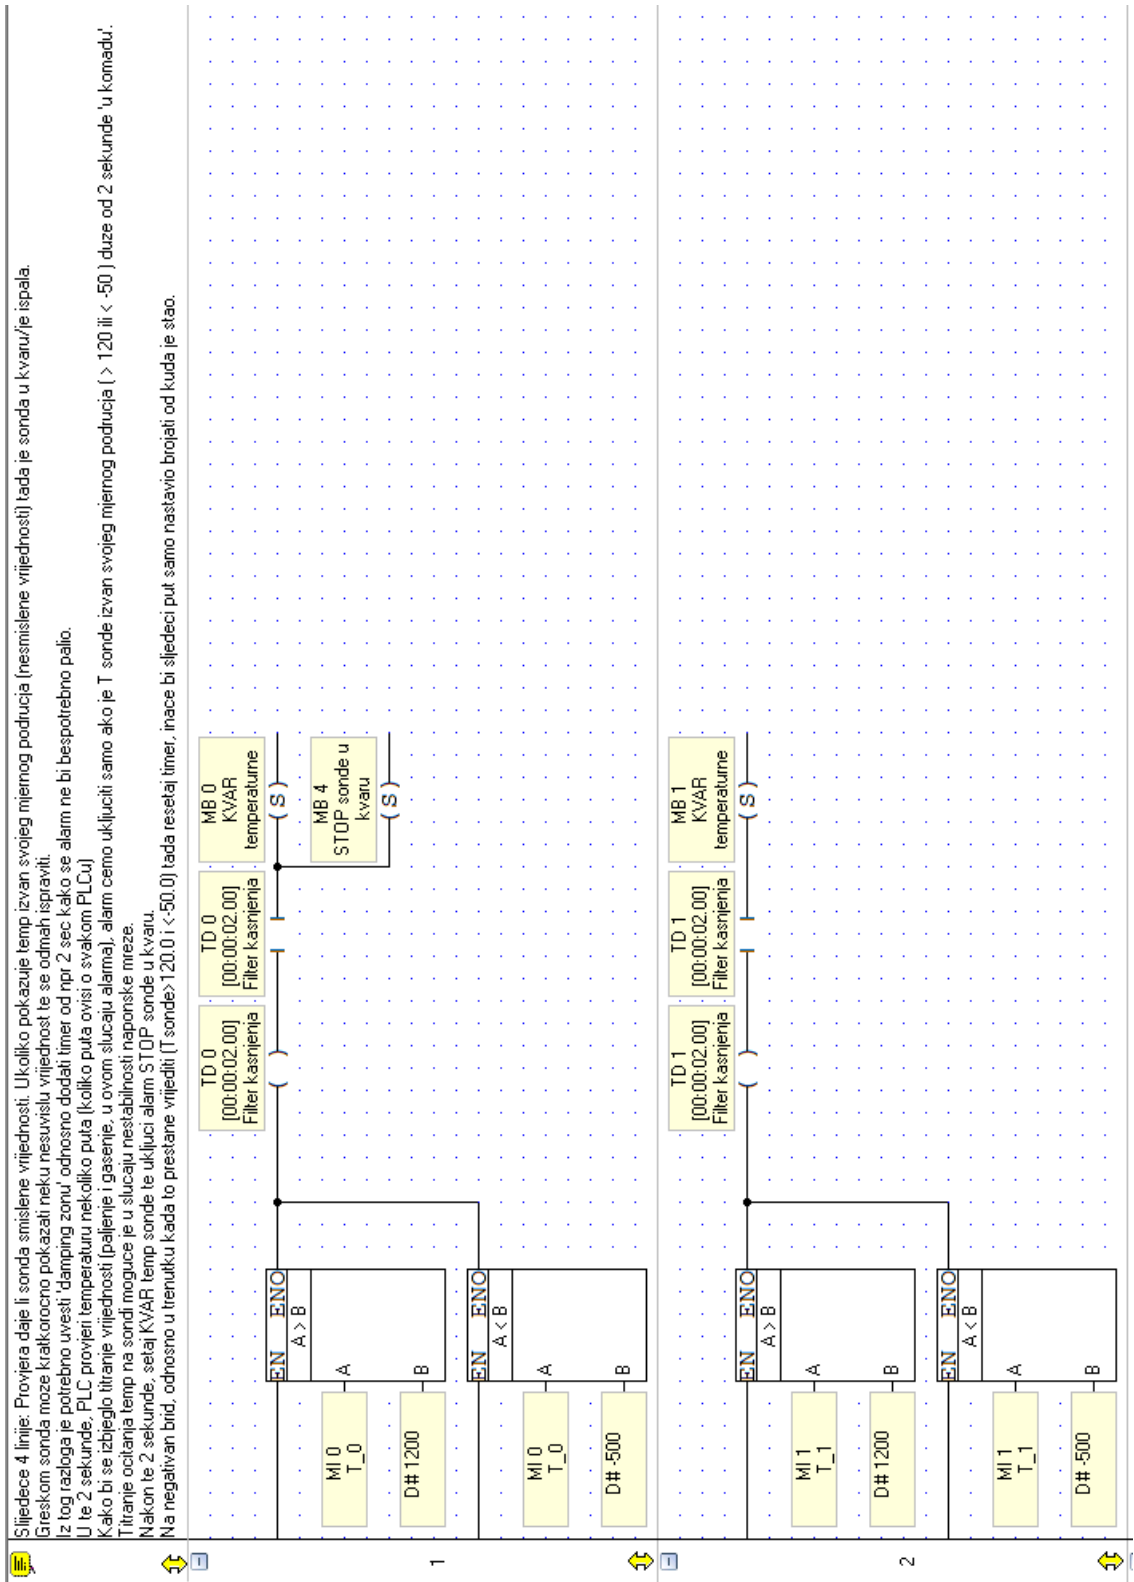 Slijedece 4 linije: Provjera daje li sonda smislene vrijednosti. Ukoliko pokazuje temp izvan svojeg mjernog podrucja (nesmislene vrijednosti) tada je sonda u kvaru/je ispala.
Greskom sonda moze kratkorocno pokazati neku nesuvislu vrijednost te se odmah ispraviti.
Iz tog razloga je potrebno uvesti 'damping zonu' odnosno dodati timer od npr 2 sec kako se alarm ne bi bespotrebno palio.
U te 2 sekunde, PLC provjeri temperaturu nekoliko puta (koliko puta ovisi o svakom PLCu)
Kako bi se izbjeglo titranje vrijednosti (paljenje i gasenje, u ovom slucaju alarma), alarm cemo ukljuciti samo ako je T sonde izvan svojeg mjernog podrucja ( > 120 ili < -50 ) duze od 2 sekunde 'u komadu'.
Titranje ocitanja temp na sondi moguce je u slucaju nestabilnosti naponske mreze.
Nakon te 2 sekunde, setaj KVAR temp sonde te ukljuci alarm STOP sonde u kvaru.
Na negativan brid, odnosno u trenutku kada to prestane vrijediti (Tsonde>120.0 i <-50.0) tada resetaj timer, inace bi sljedeci put samo nastavio brojati od kuda je stao.
1
EN ENO
A > B
A
B
MI 0
T_0
D# 1200
TD 0
[00:00:02.00]
Filter kasnjenja
( )
TD 0
[00:00:02.00]
Filter kasnjenja
MB 0
KVAR
temperaturne
( S )
MB 4
STOP sonde u
kvaru
( S )
EN ENO
A < B
A
B
MI 0
T_0
D# -500
2
EN ENO
A > B
A
B
MI 1
T_1
D# 1200
TD 1
[00:00:02.00]
Filter kasnjenja
( )
TD 1
[00:00:02.00]
Filter kasnjenja
MB 1
KVAR
temperaturne
( S )
EN ENO
A < B
A
B
MI 1
T_1
D# -500